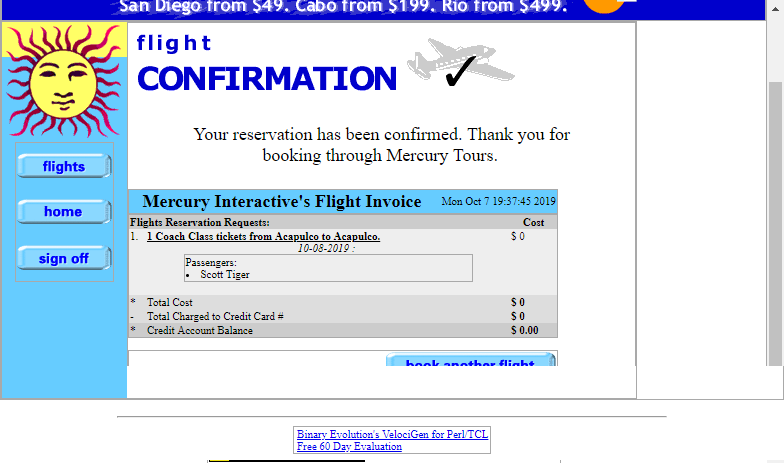 San Diego from $49. Cabo from $199. Rio from $499.
flight
CONFIRMATION
flights
home
sign off
Your reservation has been confirmed. Thank you for
booking through Mercury Tours.
Mercury Interactive's Flight Invoice Mon Oct 7 19:37:45 2019
Flights Reservation Requests: Cost
1. 1 Coach Class tickets from Acapulco to Acapulco. $ 0
10-08-2019 :
Passengers:
• Scott Tiger
* Total Cost $ 0
- Total Charged to Credit Card # $ 0
* Credit Account Balance $ 0.00
book another flight
Binary Evolution's VelociGen for Perl/TCL
Free 60 Day Evaluation